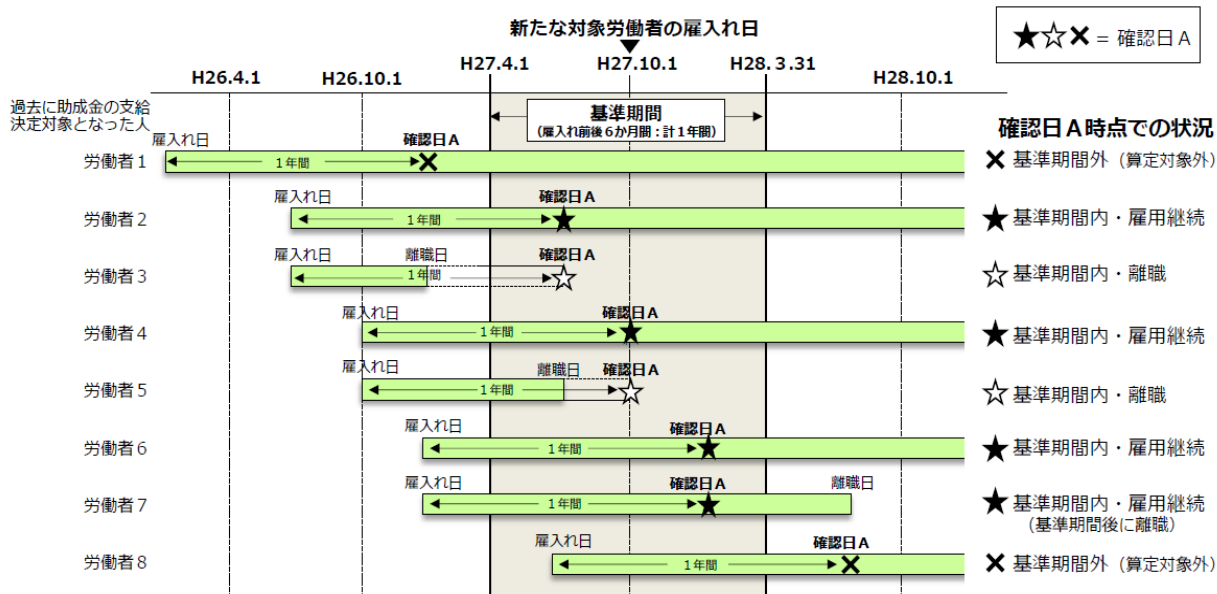 新たな対象労働者の雇入れ日
▼
★☆✖ = 確認日A
H26.4.1 H26.10.1 H27.4.1 H27.10.1 H28.3.31 H28.10.1
過去に助成金の支給
決定対象となった人
基準期間
(雇入れ前後6か月間:計1年間)
確認日A時点での状況
雇入れ日 確認日A
労働者1 1年間 ✖ ✖ 基準期間外 (算定対象外)
雇入れ日 確認日A
労働者2 1年間 ★ ★ 基準期間内・雇用継続
雇入れ日 離職日 確認日A
労働者3 1年間 ☆ ☆ 基準期間内・離職
雇入れ日 確認日A
労働者4 1年間 ★ ★ 基準期間内・雇用継続
雇入れ日 離職日 確認日A
労働者5 1年間 ☆ ☆ 基準期間内・離職
雇入れ日 確認日A
労働者6 1年間 ★ ★ 基準期間内・雇用継続
雇入れ日 確認日A 離職日
労働者7 1年間 ★ ★ 基準期間内・雇用継続
(基準期間後に離職)
雇入れ日 確認日A
労働者8 1年間 ✖ ✖ 基準期間外 (算定対象外)